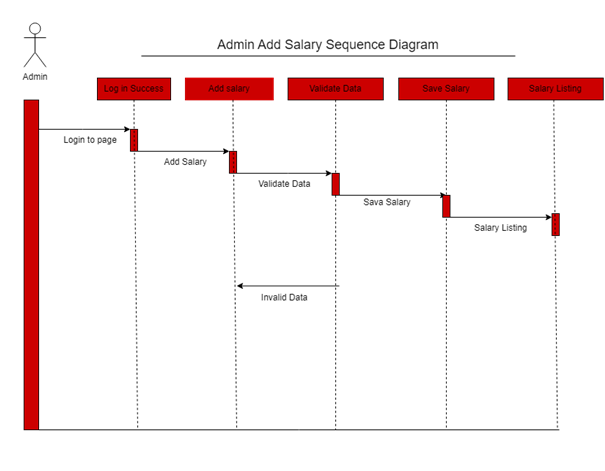 Admin Add Salary Sequence Diagram
Admin
Log in Success
Add salary
Validate Data
Save Salary
Salary Listing
Login to page
Add Salary
Validate Data
Sava Salary
Salary Listing
Invalid Data